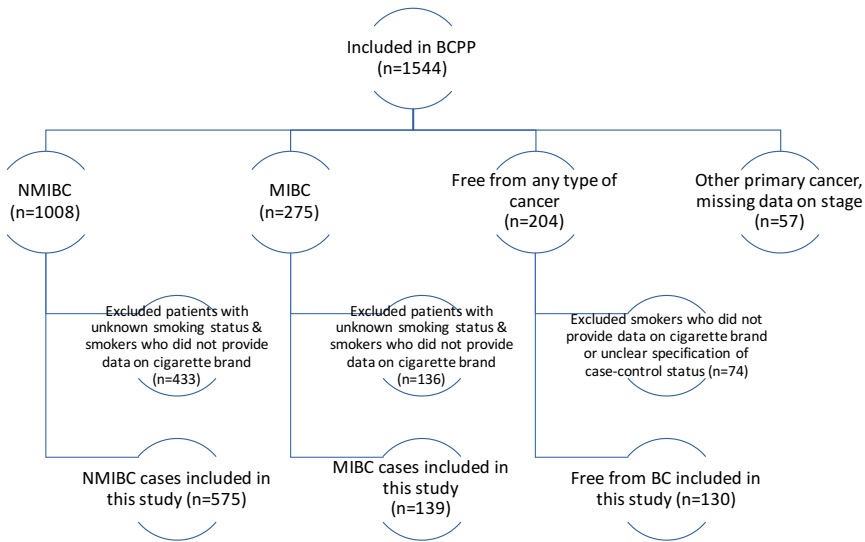 Included in BCPP
(n=1544)
NMIBC
(n=1008)
MIBC
(n=275)
Free from any type of
cancer
(n=204)
Other primary cancer,
missing data on stage
(n=57)
Excluded patients with
unknown smoking status &
smokers who did not provide
data on cigarette brand
(n=433)
Excluded patients with
unknown smoking status &
smokers who did not provide
data on cigarette brand
(n=136)
Excluded smokers who did not
provide data on cigarette brand
or unclear specification of
case-control status (n=74)
NMIBC cases included in
this study (n=575)
MIBC cases included in
this study
(n=139)
Free from BC included in
this study (n=130)